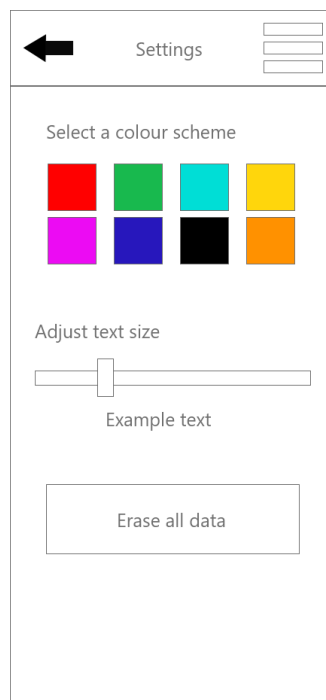 Settings
Select a colour scheme
Adjust text size
Example text
Erase all data